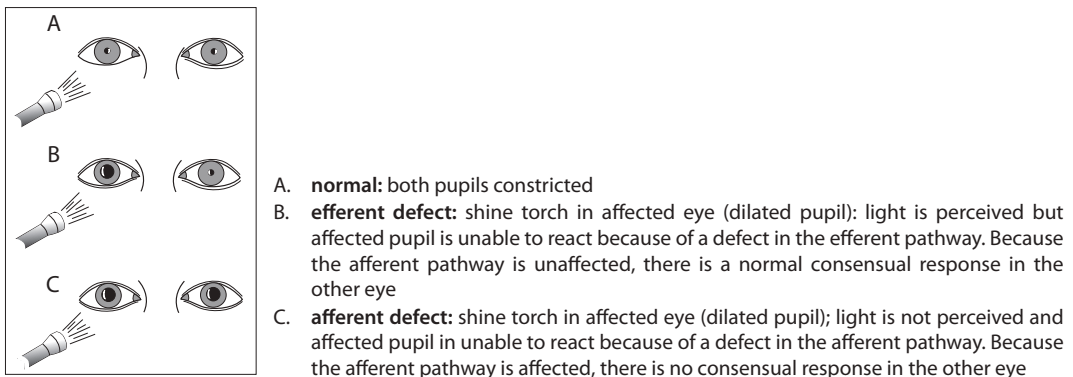 A
B
C
A. normal: both pupils constricted
B. efferent defect: shine torch in affected eye (dilated pupil): light is perceived but
affected pupil is unable to react because of a defect in the efferent pathway. Because
the afferent pathway is unaffected, there is a normal consensual response in the
other eye
C. afferent defect: shine torch in affected eye (dilated pupil); light is not perceived and
affected pupil in unable to react because of a defect in the afferent pathway. Because
the afferent pathway is affected, there is no consensual response in the other eye